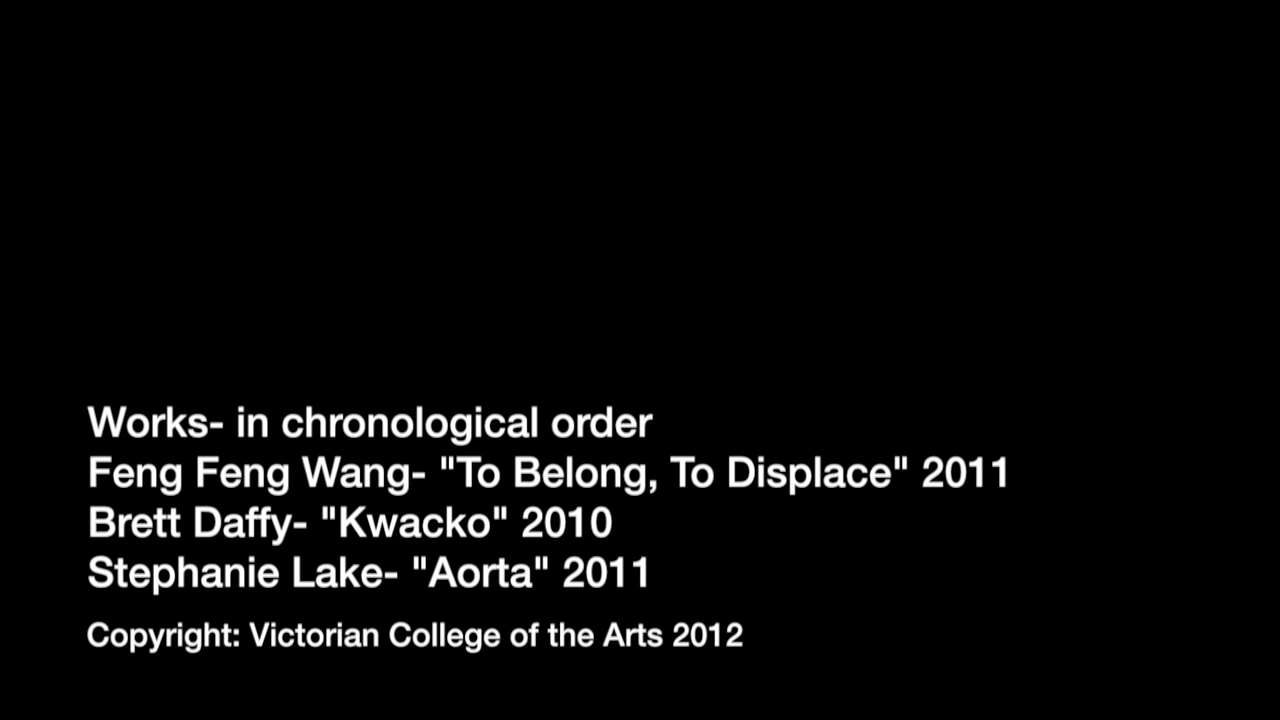 Works- in chronological order
Feng Feng Wang- "To Belong, To Displace" 2011
Brett Daffy- "Kwacko" 2010
Stephanie Lake- "Aorta" 2011
Copyright: Victorian College of the Arts 2012